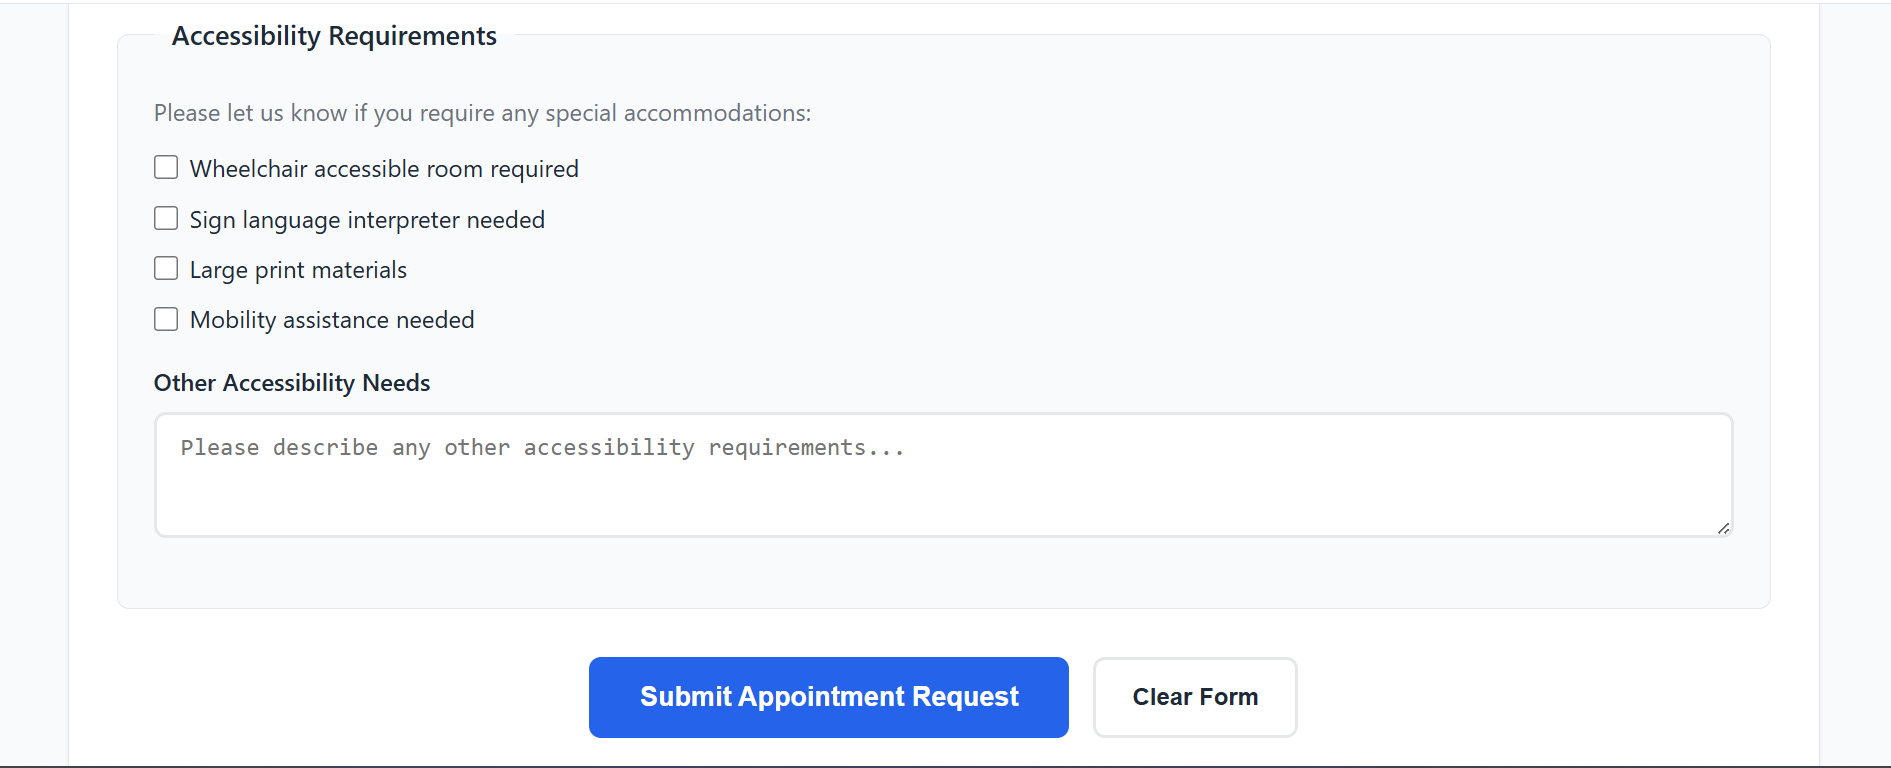 Accessibility Requirements
Please let us know if you require any special accommodations:
Wheelchair accessible room required
Sign language interpreter needed
Large print materials
Mobility assistance needed
Other Accessibility Needs
Please describe any other accessibility requirements...
Submit Appointment Request
Clear Form